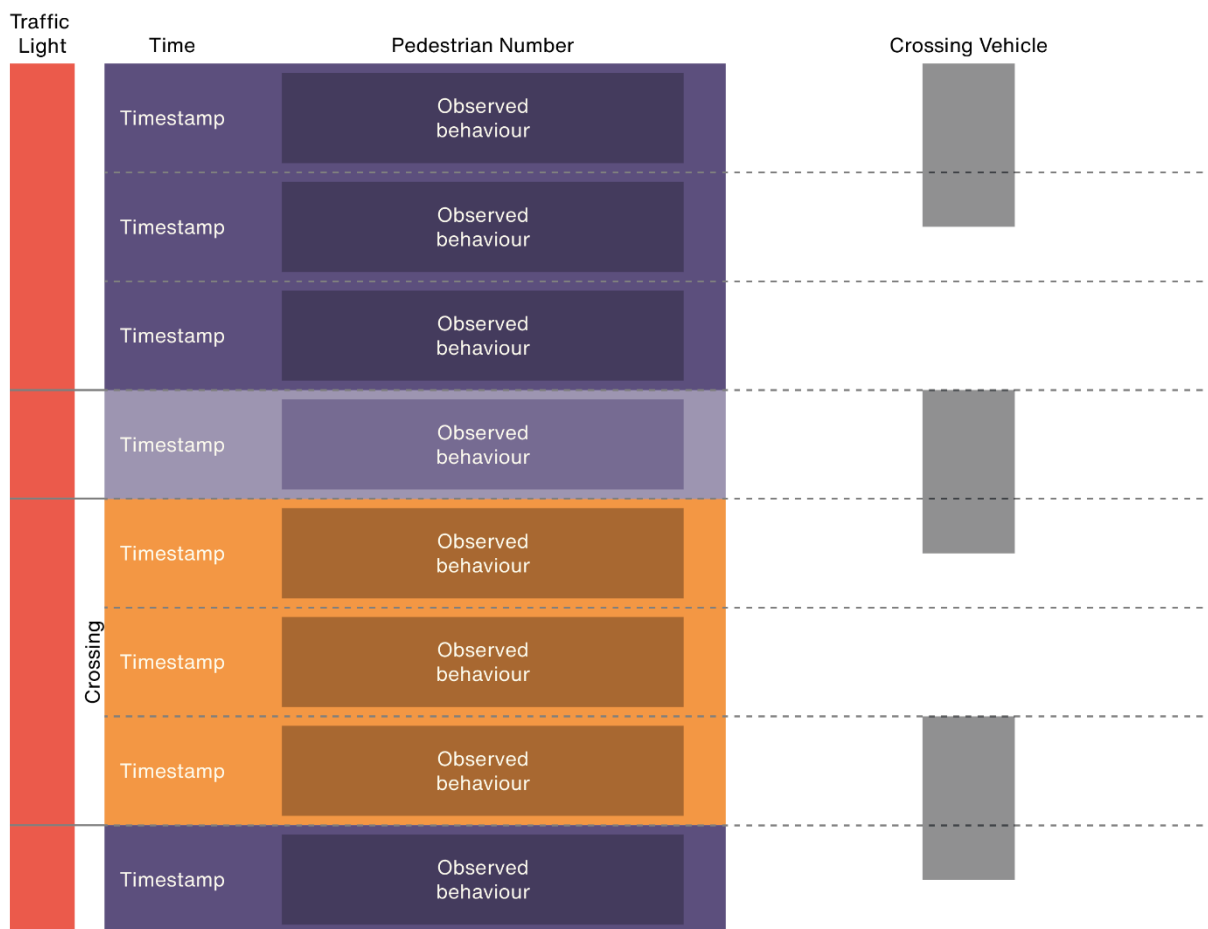 Traffic
Light
Time
Pedestrian Number
Crossing Vehicle
Timestamp
Observed
behaviour
Timestamp
Observed
behaviour
Timestamp
Observed
behaviour
Timestamp
Observed
behaviour
Timestamp
Observed
behaviour
Crossing
Timestamp
Observed
behaviour
Timestamp
Observed
behaviour
Timestamp
Observed
behaviour